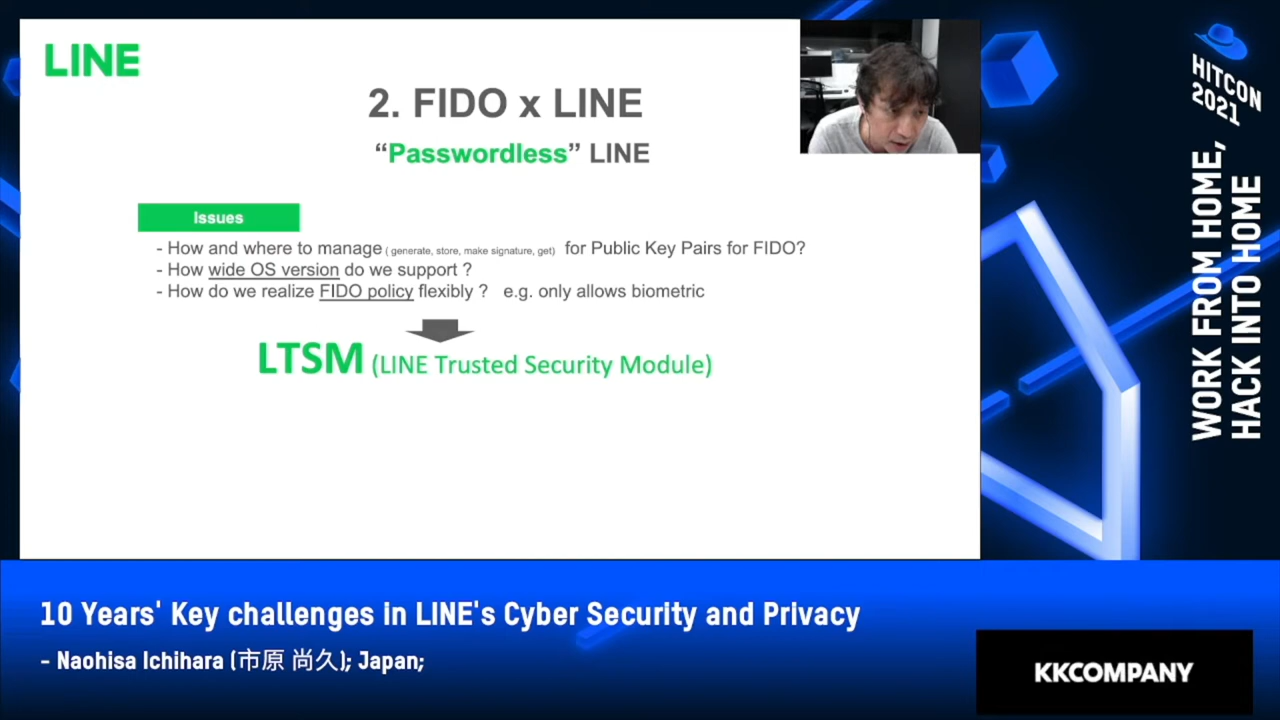 LINE
2. FIDO x LINE
“Passwordless” LINE
Issues
- How and where to manage ( generate, store, make signature, get) for Public Key Pairs for FIDO?
- How wide OS version do we support ?
- How do we realize FIDO policy flexibly ? e.g. only allows biometric
LTSM (LINE Trusted Security Module)
HITCON
2021
WORK FROM HOME,
HACK INTO HOME
10 Years' Key challenges in LINE's Cyber Security and Privacy
- Naohisa Ichihara (市原 尚久); Japan;
KKCOMPANY